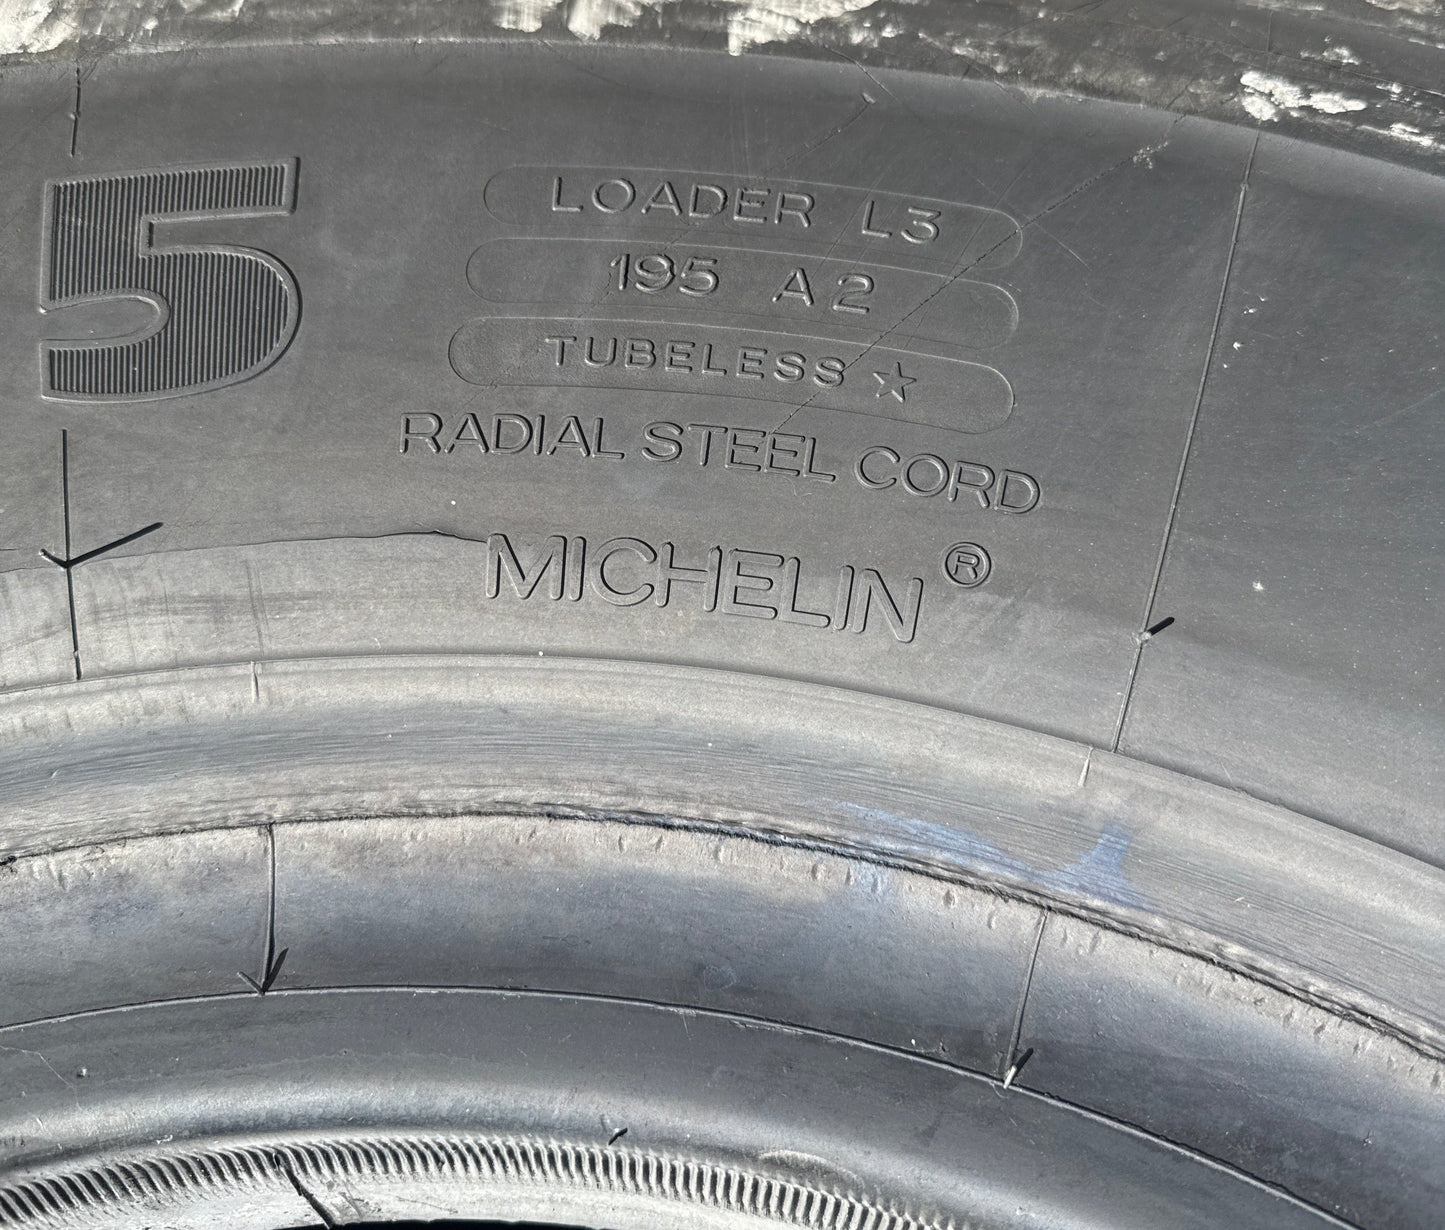 5
LOADER L3
195 A2
TUBELESS ☆
RADIAL STEEL CORD
MICHELIN ®